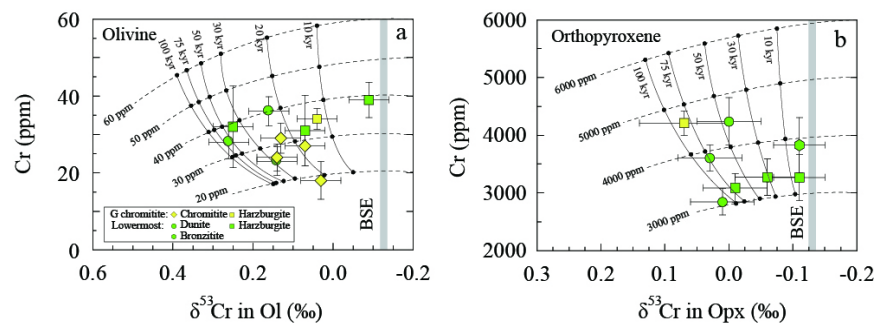 Olivine
a
60
40
20
0
Cr (ppm)
100 kyr
75 kyr
50 kyr
30 kyr
20 kyr
10 kyr
60 ppm
50 ppm
40 ppm
30 ppm
20 ppm
BSE
G chromitite: Chromitite Harzburgite
Lowermost: Dunite Harzburgite
Bronzitite
0.6 0.4 0.2 0.0 -0.2
δ⁵³Cr in Ol (‰)
Orthopyroxene
b
6000
5000
4000
3000
2000
Cr (ppm)
100 kyr
75 kyr
50 kyr
30 kyr
10 kyr
6000 ppm
5000 ppm
4000 ppm
3000 ppm
BSE
0.3 0.2 0.1 0.0 -0.1 -0.2
δ⁵³Cr in Opx (‰)